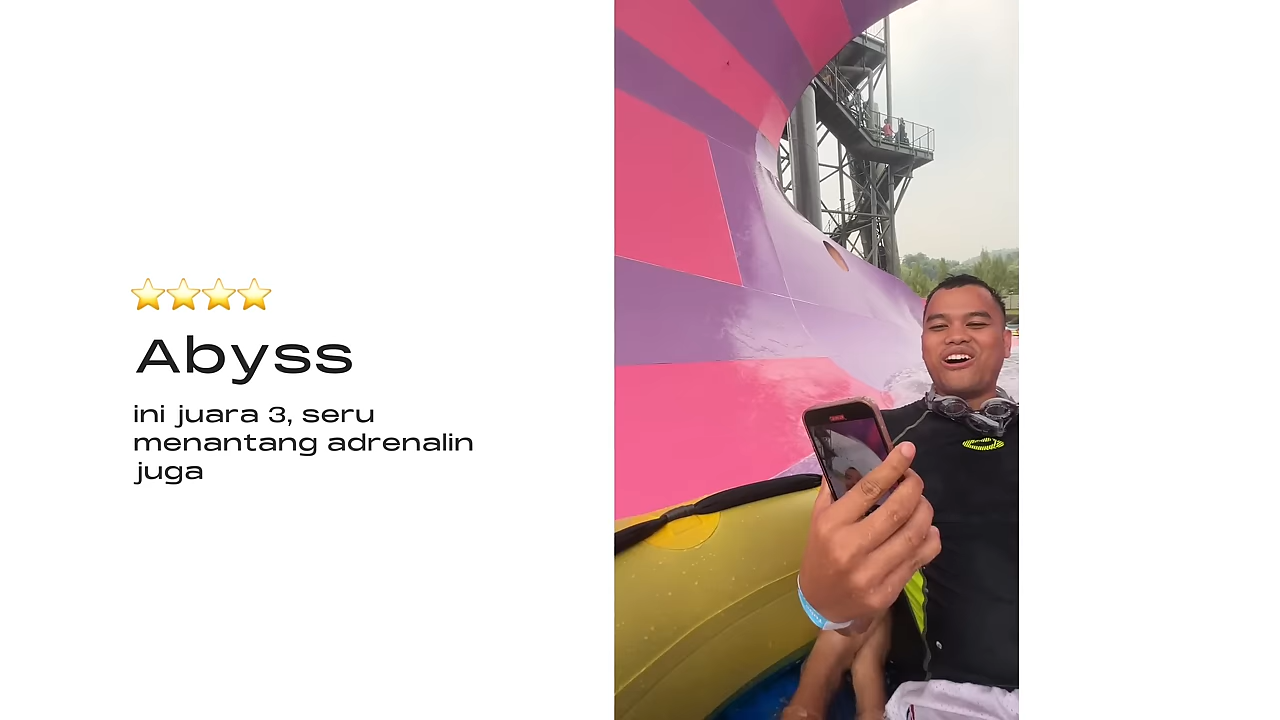 ⭐⭐⭐⭐
Abyss
ini juara 3, seru
menantang adrenalin
juga